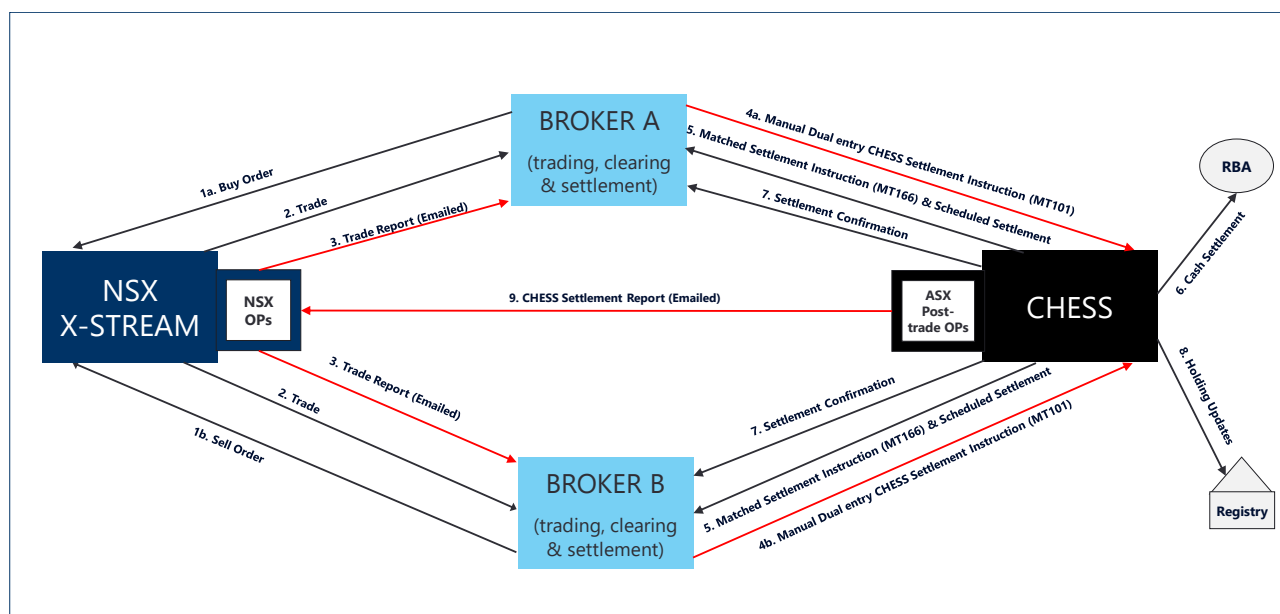 BROKER A
(trading, clearing
& settlement)
4a. Manual Dual entry CHESS Settlement Instruction (MT101)
5. Matched Settlement Instruction (MT166) & Scheduled Settlement
7. Settlement Confirmation
1a. Buy Order
2. Trade
3. Trade Report (Emailed)
RBA
6. Cash Settlement
NSX
X-STREAM
NSX
OPs
9. CHESS Settlement Report (Emailed)
ASX
Post-
trade OPs
CHESS
8. Holding Updates
Registry
3. Trade Report (Emailed)
2. Trade
1b. Sell Order
7. Settlement Confirmation
5. Matched Settlement Instruction (MT166) & Scheduled Settlement
4b. Manual Dual entry CHESS Settlement Instruction (MT101)
BROKER B
(trading, clearing
& settlement)